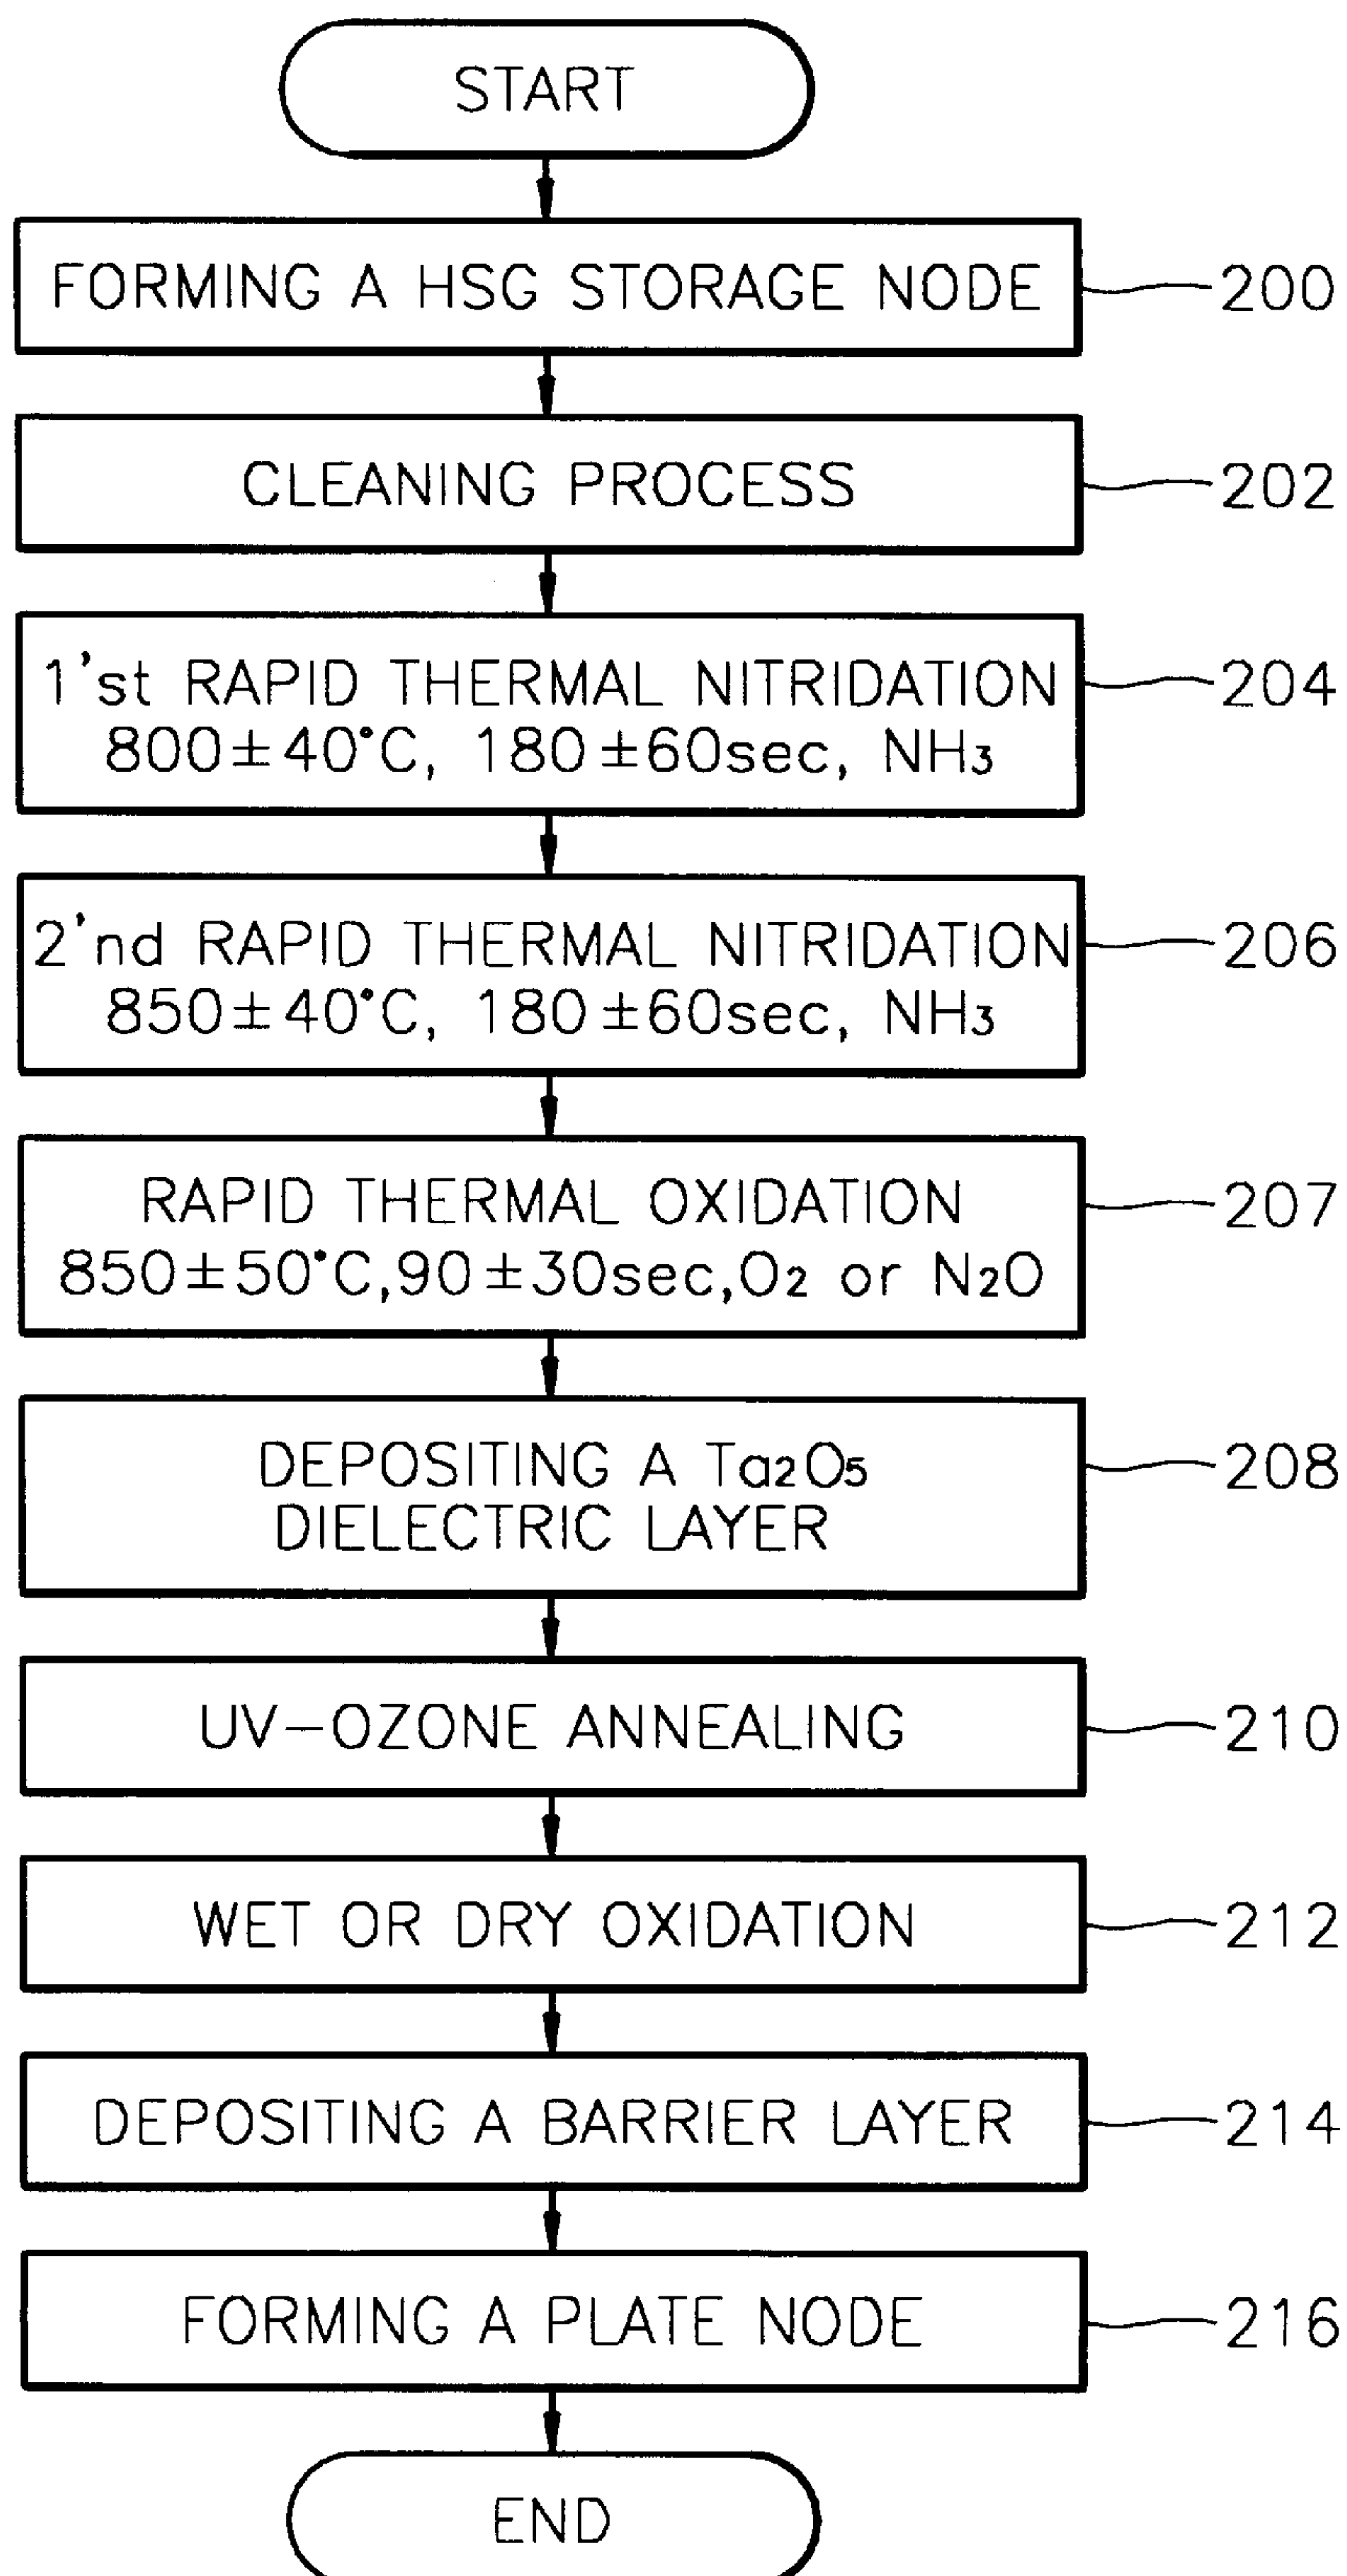 START
FORMING A HSG STORAGE NODE
200
CLEANING PROCESS
202
1'st RAPID THERMAL NITRIDATION
800±40°C, 180±60sec, NH₃
204
2'nd RAPID THERMAL NITRIDATION
850±40°C, 180±60sec, NH₃
206
RAPID THERMAL OXIDATION
850±50°C,90±30sec,O₂ or N₂O
207
DEPOSITING A Ta₂O₅
DIELECTRIC LAYER
208
UV-OZONE ANNEALING
210
WET OR DRY OXIDATION
212
DEPOSITING A BARRIER LAYER
214
FORMING A PLATE NODE
216
END